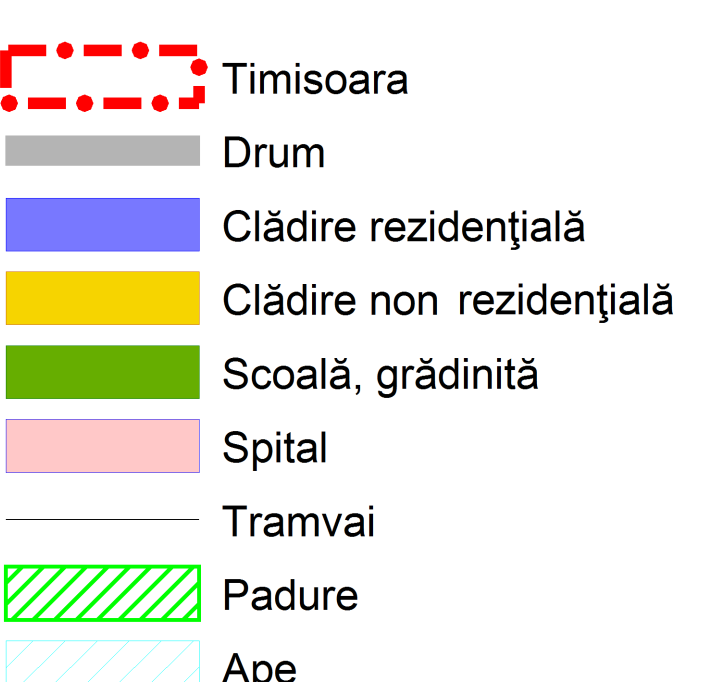 Timisoara
Drum
Clădire rezidenţială
Clădire non rezidenţială
Scoală, grădinită
Spital
Tramvai
Padure
Ape